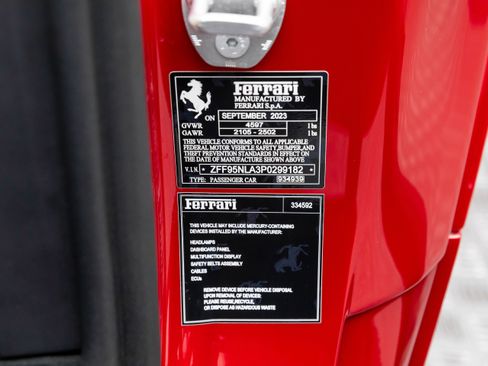 Ferrari
MANUFACTURED BY
FERRARI S.p.A.
ON SEPTEMBER 2023
GVWR 4597 lbs
GAWR 2105 - 2502 lbs
THIS VEHICLE CONFORMS TO ALL APPLICABLE
FEDERAL MOTOR VEHICLE SAFETY, BUMPER, AND
THEFT PREVENTION STANDARDS IN EFFECT ON
THE DATE OF MANUFACTURE SHOWN ABOVE
V.I.N. * ZFF95NLA3P0299182 *
TYPE: PASSENGER CAR 934939
Ferrari 334592
THIS VEHICLE MAY INCLUDE MERCURY-CONTAINING
DEVICES INSTALLED BY THE MANUFACTURER:
HEADLAMPS
DASHBOARD PANEL
MULTIFUNCTION DISPLAY
SAFETY BELTS ASSEMBLY
CABLES
ECUs
REMOVE DEVICE BEFORE VEHICLE DISPOSAL
UPON REMOVAL OF DEVICES:
PLEASE REUSE, RECYCLE,
OR DISPOSE AS HAZARDOUS WASTE